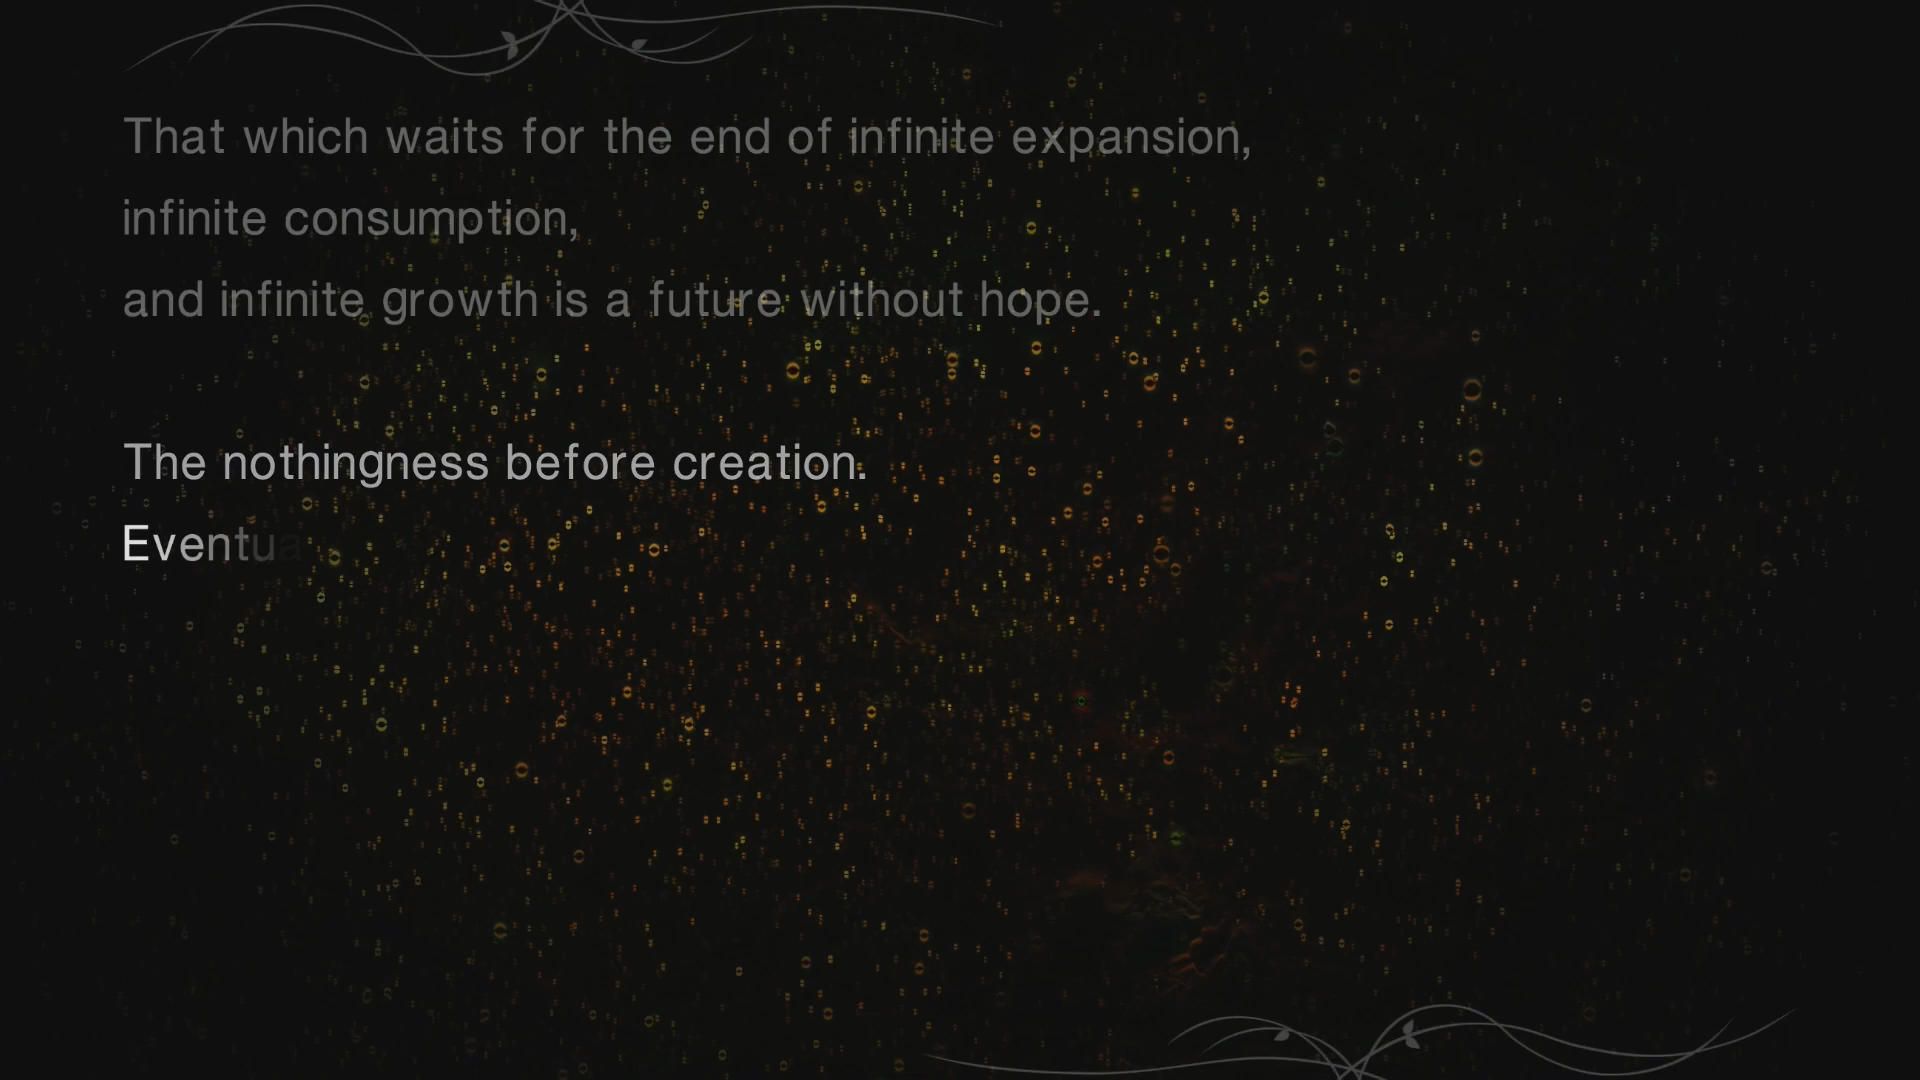 That which waits for the end of infinite expansion,
infinite consumption,
and infinite growth is a future without hope.
The nothingness before creation.
Eventua